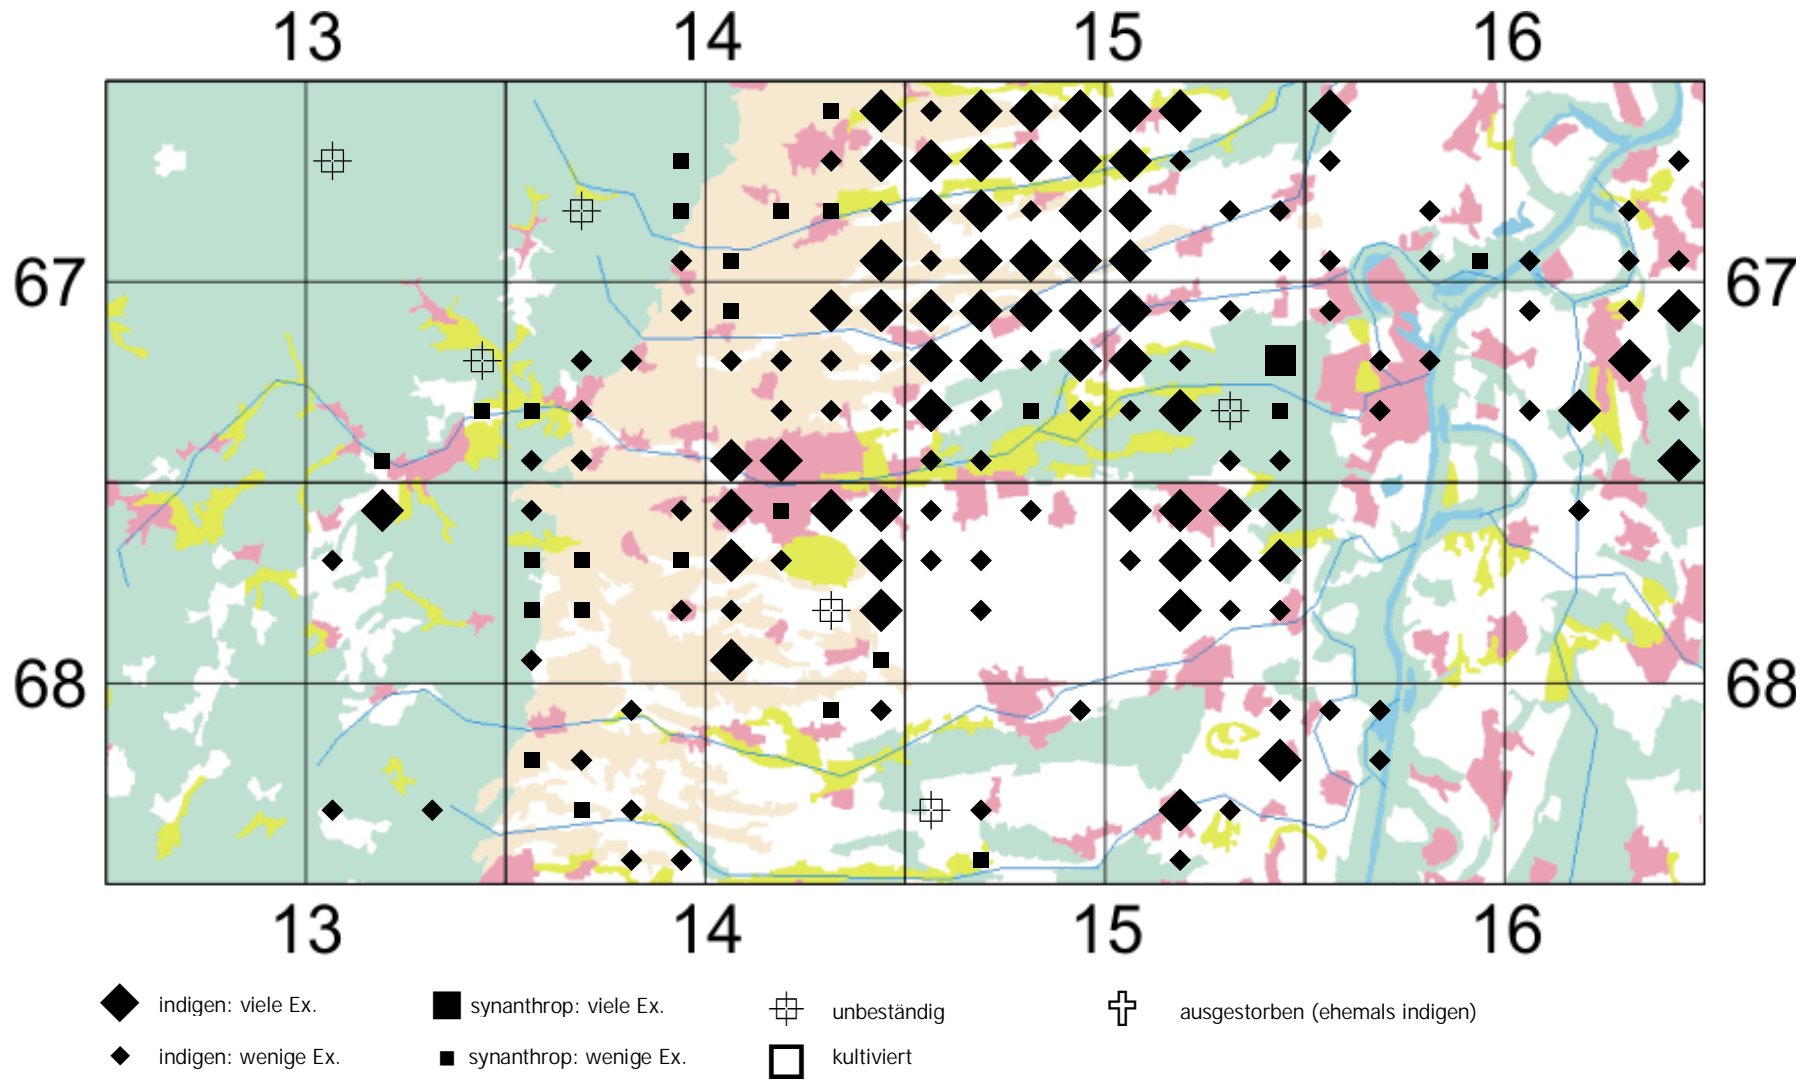 13 14 15 16
67 67
68 68
13 14 15 16
indigen: viele Ex. synanthrop: viele Ex. unbeständig ausgestorben (ehemals indigen)
indigen: wenige Ex. synanthrop: wenige Ex. kultiviert